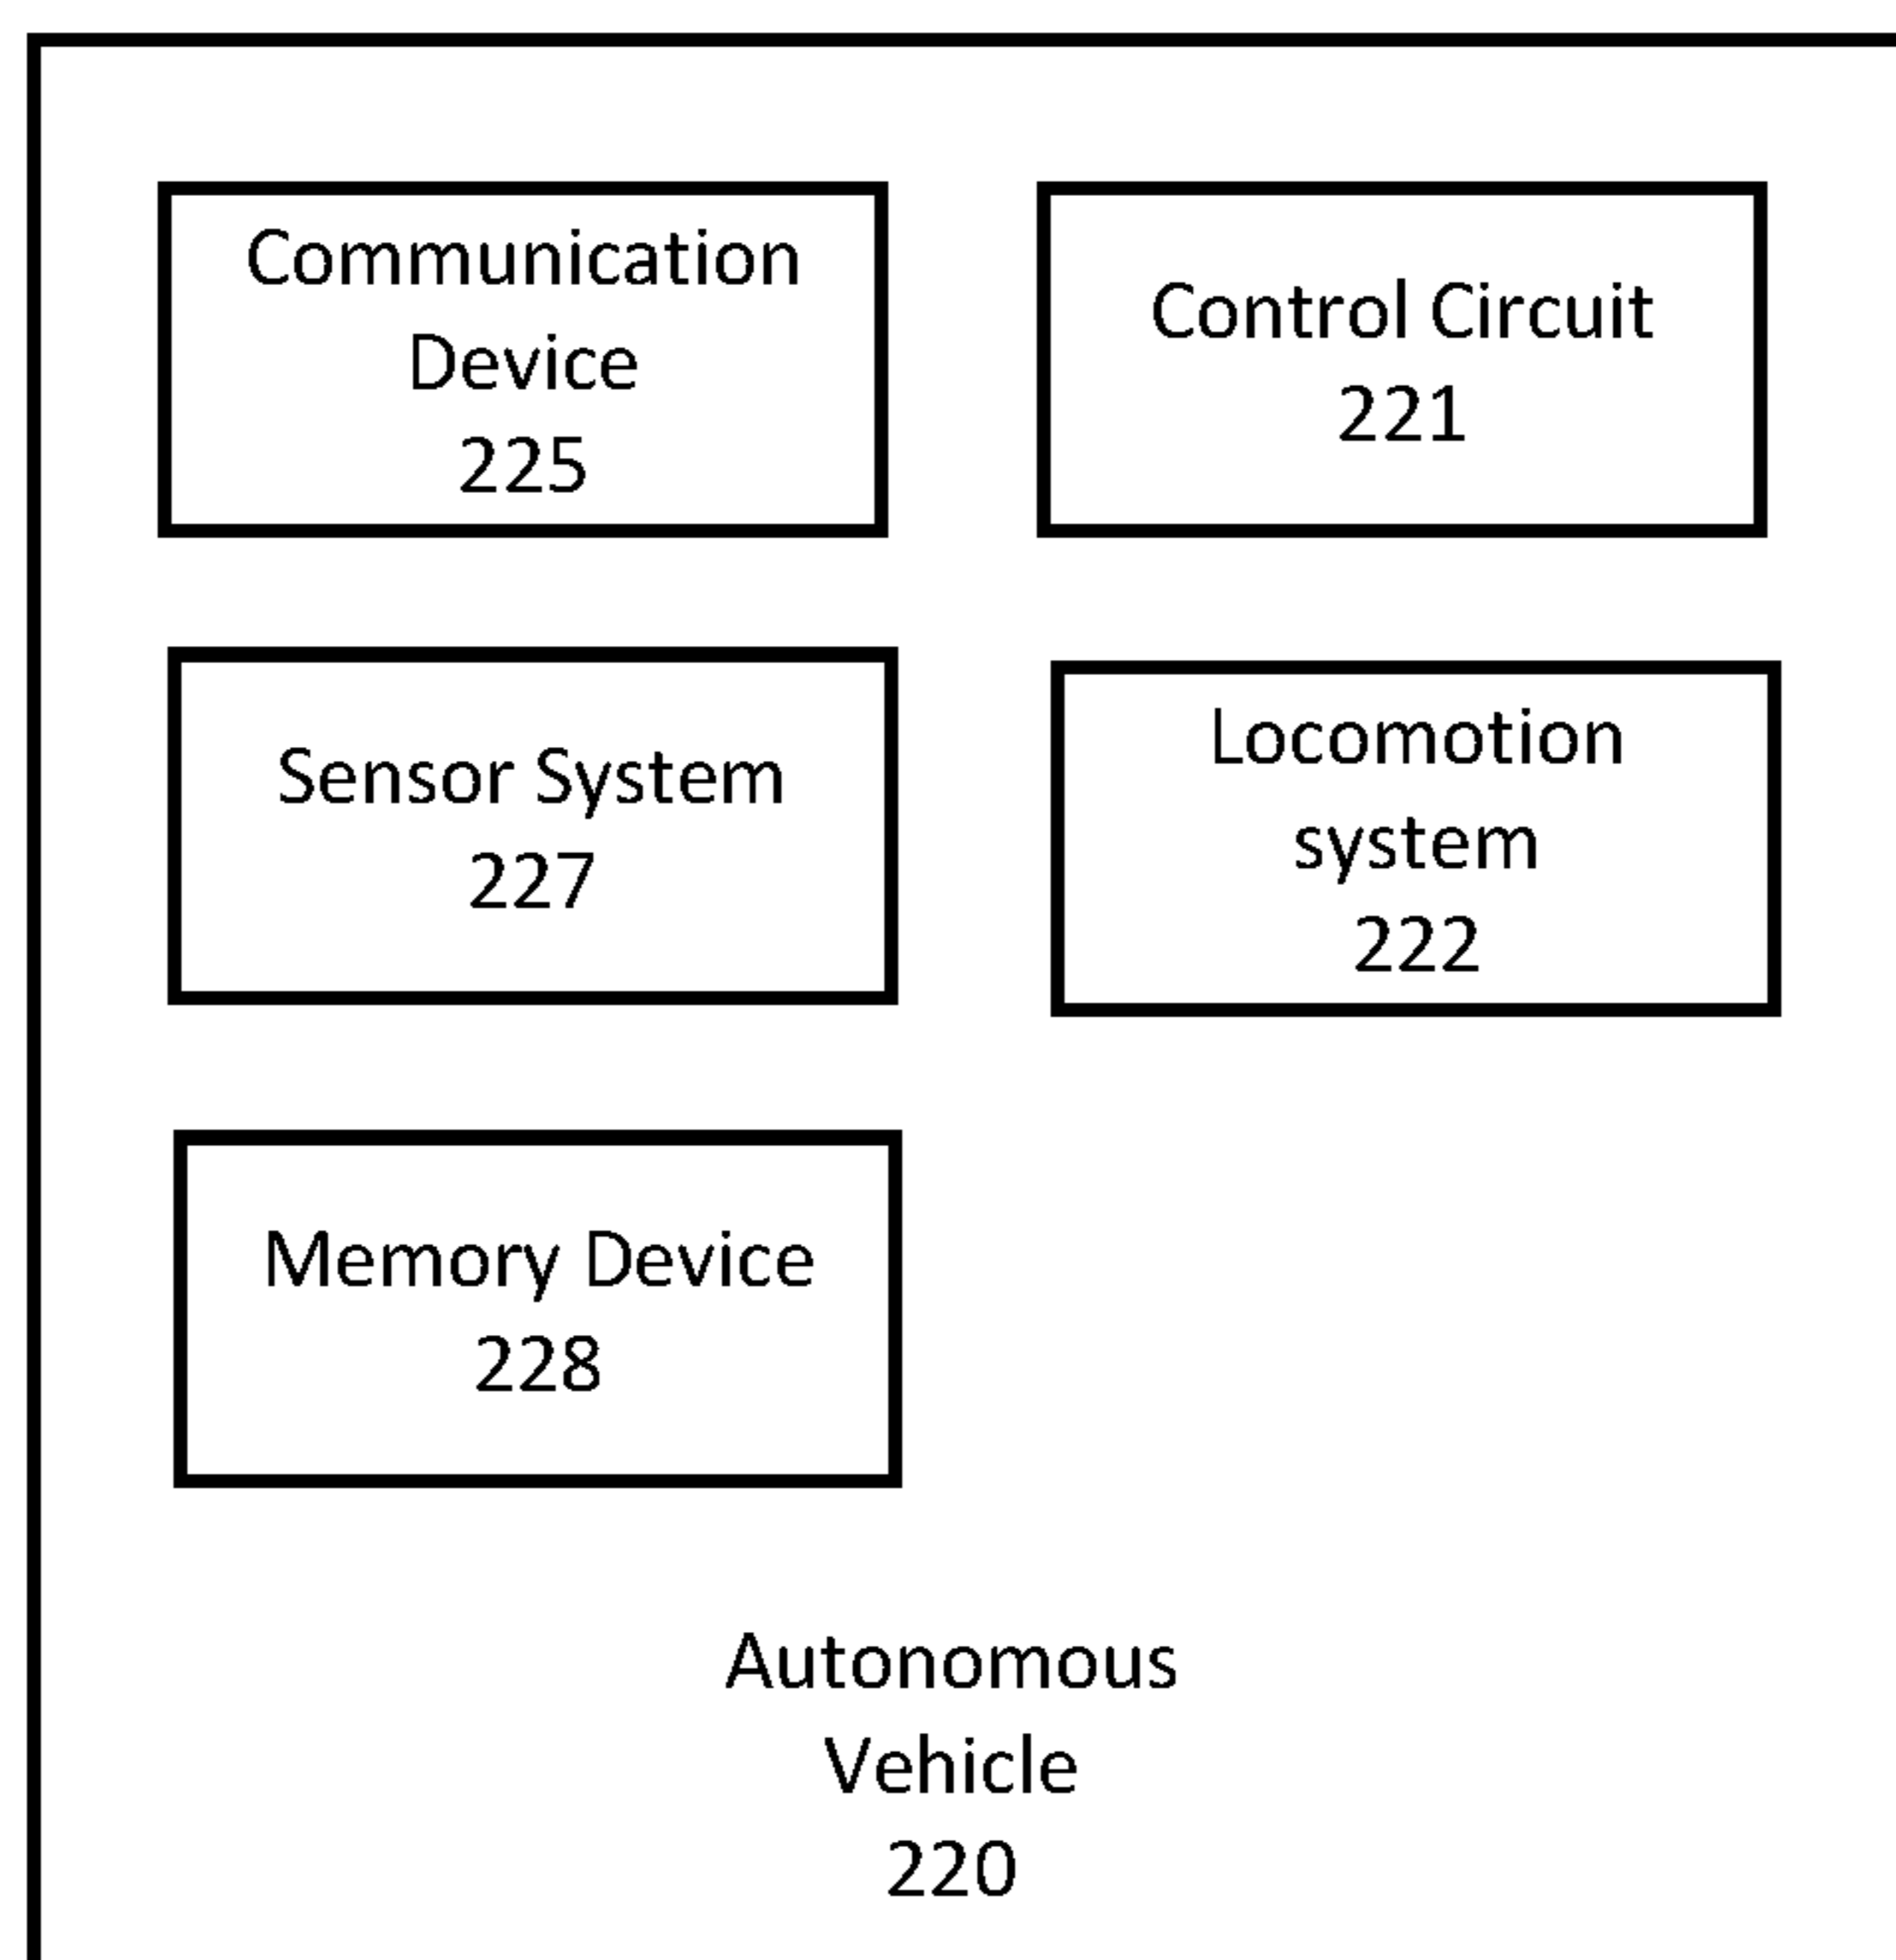 Communication
Device
225
Control Circuit
221
Sensor System
227
Locomotion
system
222
Memory Device
228
Autonomous
Vehicle
220